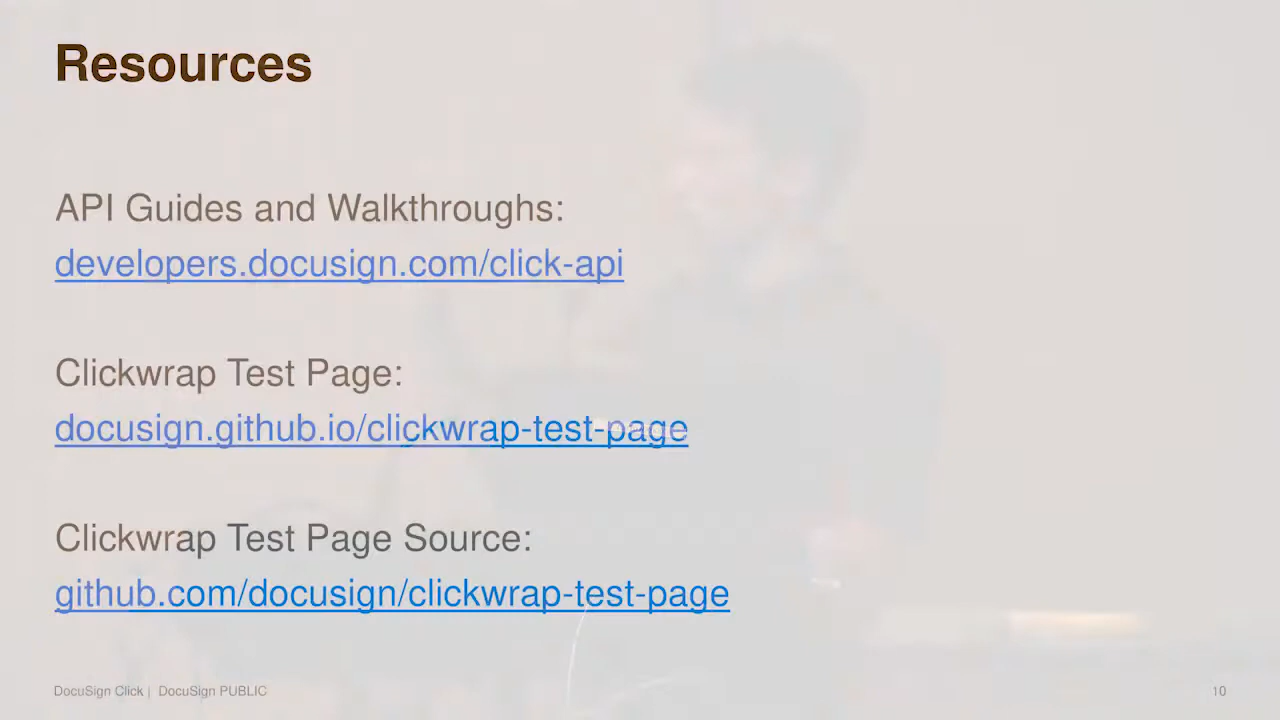 Resources
API Guides and Walkthroughs:
developers.docusign.com/click-api
Clickwrap Test Page:
docusign.github.io/clickwrap-test-page
Clickwrap Test Page Source:
github.com/docusign/clickwrap-test-page
DocuSign Click | DocuSign PUBLIC
10